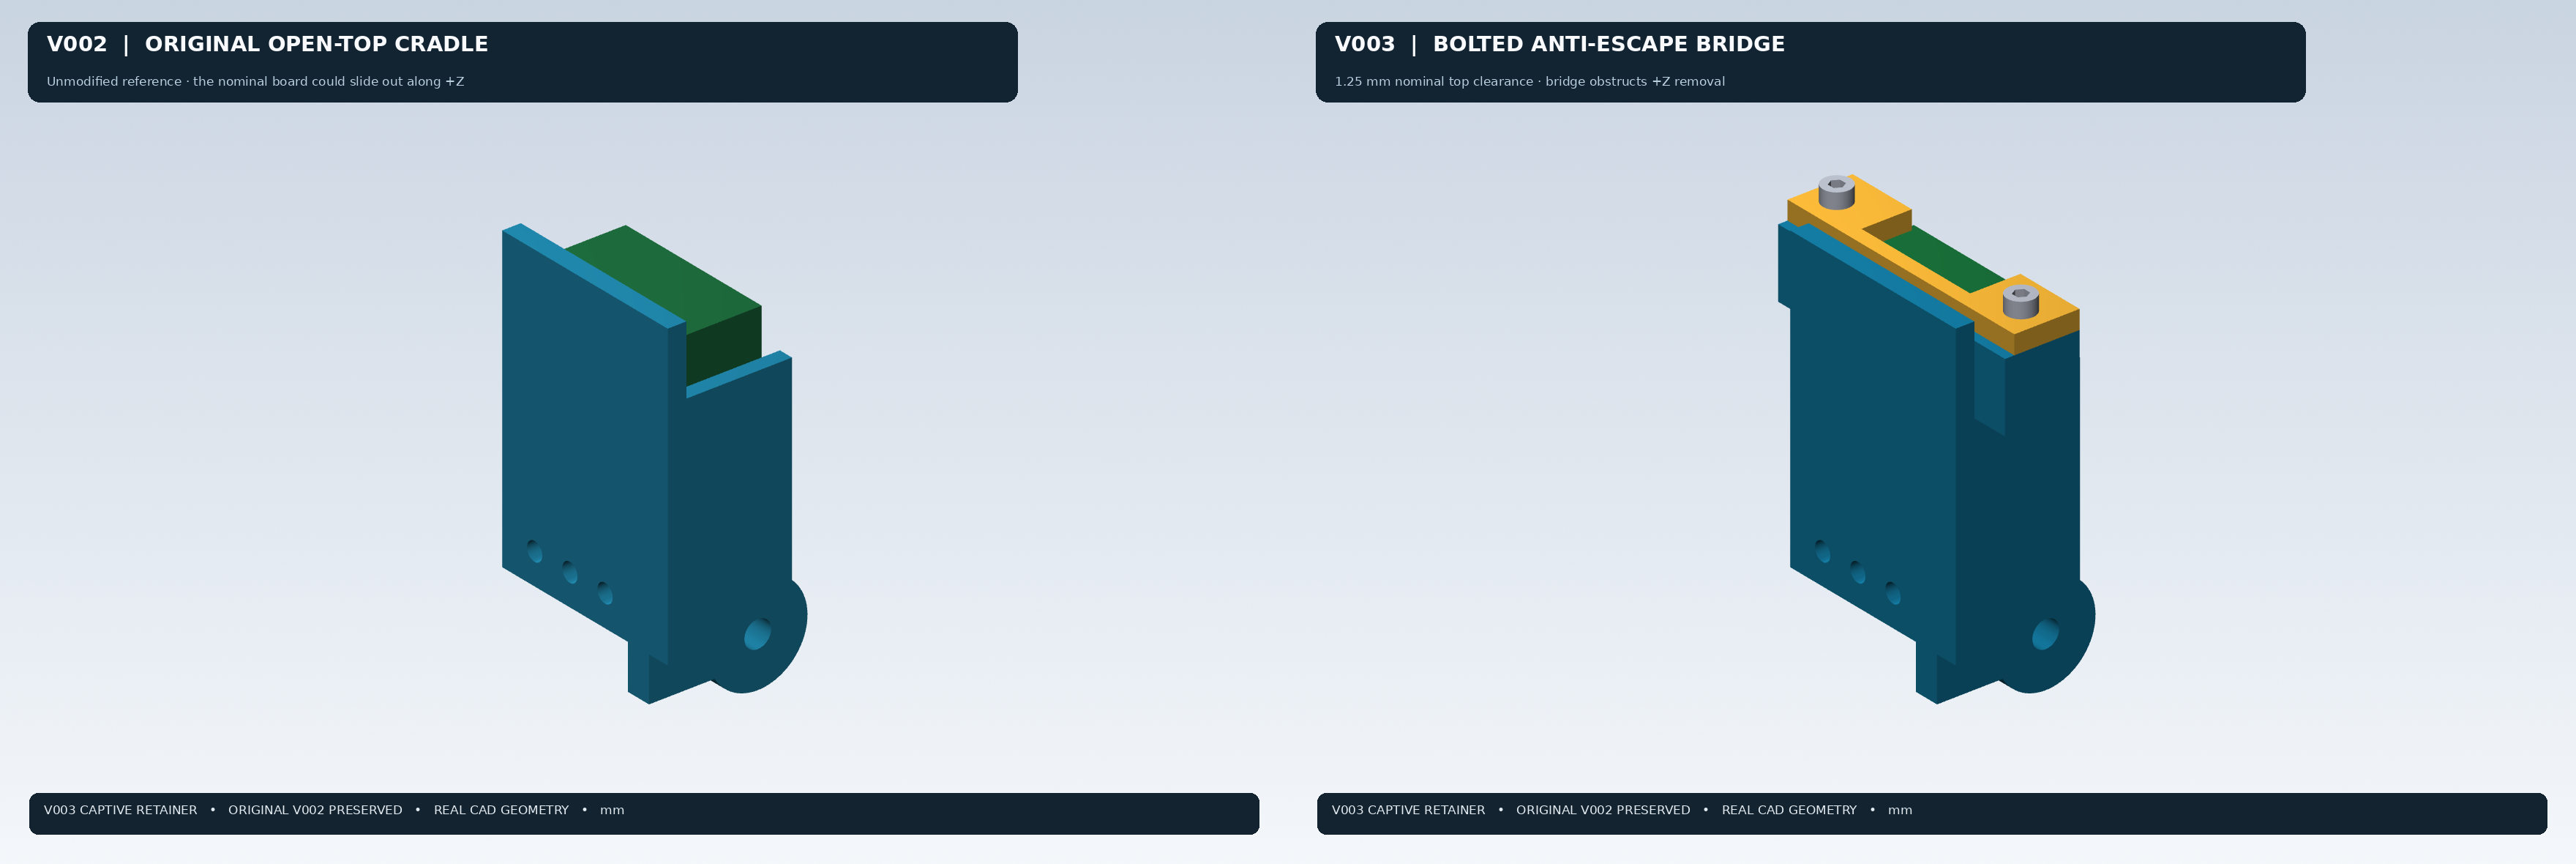 V002 | ORIGINAL OPEN-TOP CRADLE
Unmodified reference · the nominal board could slide out along +Z
V003 CAPTIVE RETAINER • ORIGINAL V002 PRESERVED • REAL CAD GEOMETRY • mm
V003 | BOLTED ANTI-ESCAPE BRIDGE
1.25 mm nominal top clearance · bridge obstructs +Z removal
V003 CAPTIVE RETAINER • ORIGINAL V002 PRESERVED • REAL CAD GEOMETRY • mm